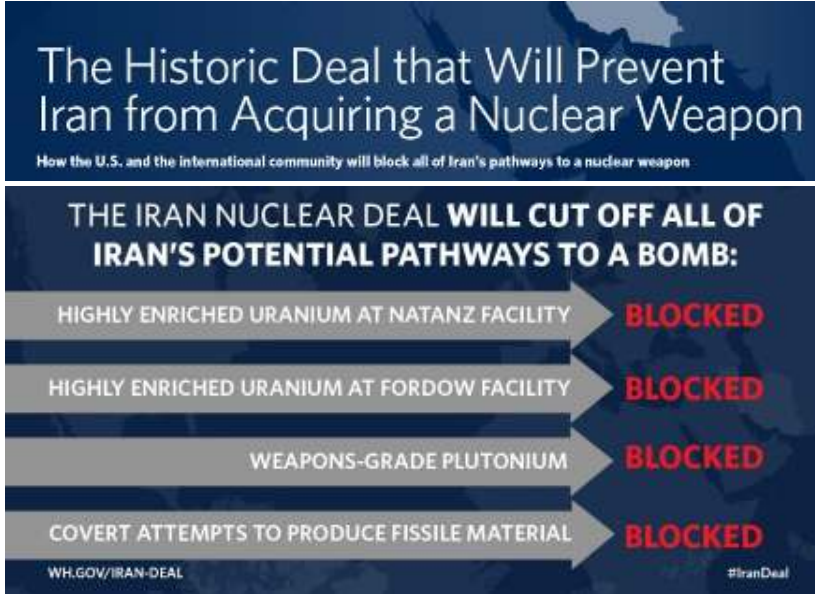 The Historic Deal that Will Prevent
Iran from Acquiring a Nuclear Weapon
How the U.S. and the international community will block all of Iran's pathways to a nuclear weapon
THE IRAN NUCLEAR DEAL WILL CUT OFF ALL OF
IRAN'S POTENTIAL PATHWAYS TO A BOMB:
HIGHLY ENRICHED URANIUM AT NATANZ FACILITY BLOCKED
HIGHLY ENRICHED URANIUM AT FORDOW FACILITY BLOCKED
WEAPONS-GRADE PLUTONIUM BLOCKED
COVERT ATTEMPTS TO PRODUCE FISSILE MATERIAL BLOCKED
WH.GOV/IRAN-DEAL #IranDeal